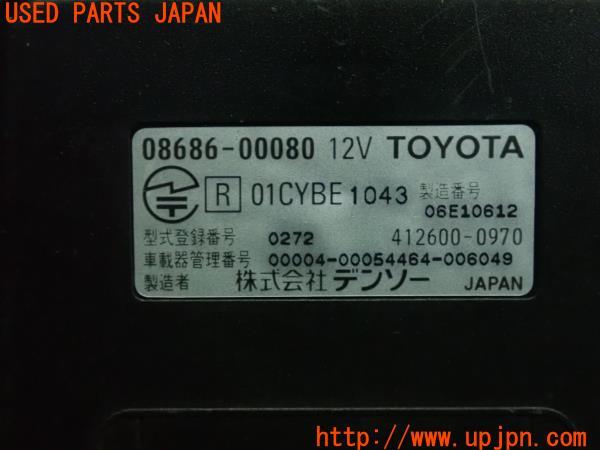 USED PARTS JAPAN
08686-00080 12V TOYOTA
R 01CYBE1043 製造番号
06E10612
型式登録番号 0272 412600-0970
車載器管理番号 00004-00054464-006049
製造者 株式会社 デンソー JAPAN
http://www.upjpn.com/